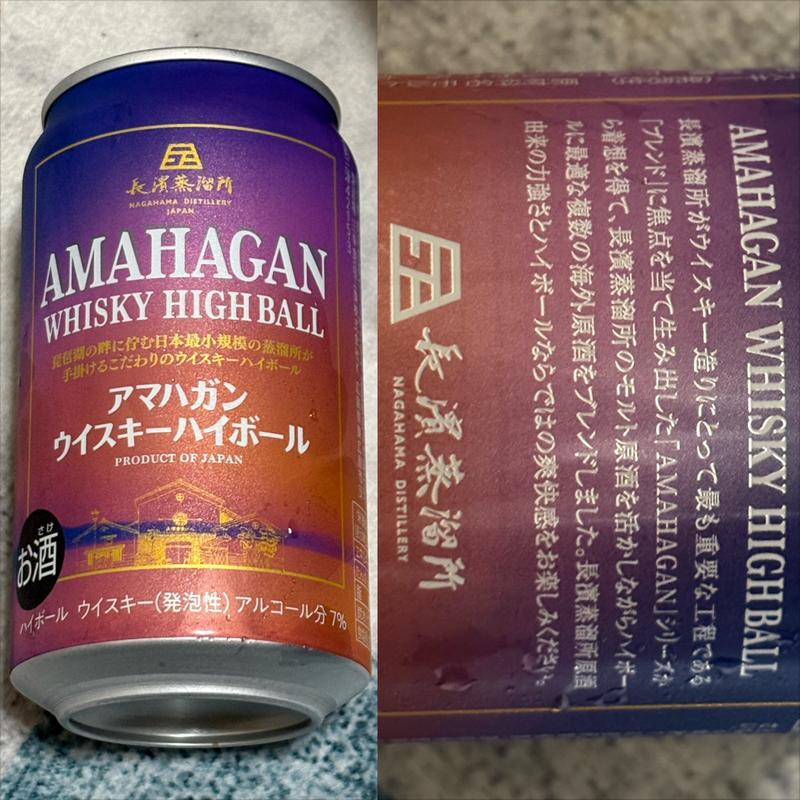 長濱蒸溜所
NAGAHAMA DISTILLERY
JAPAN
AMAHAGAN
WHISKY HIGHBALL
琵琶湖の畔に佇む日本最小規模の蒸溜所が
手掛けるこだわりのウイスキーハイボール
アマハガン
ウイスキーハイボール
PRODUCT OF JAPAN
さけ
お酒
ハイボール ウイスキー(発泡性) アルコール分 7%
AMAHAGAN WHISKY HIGHBALL
長濱蒸溜所がウイスキー造りにとって最も重要な工程である
「ブレンド」に焦点を当て生み出した「AMAHAGAN」シリーズか
ら着想を得て、長濱蒸溜所のモルト原酒を活かしながらハイボー
ルに最適な複数の海外原酒をブレンドしました。長濱蒸溜所原酒
由来の力強さとハイボールならではの爽快感をお楽しみください。
長濱蒸溜所
NAGAHAMA DISTILLERY